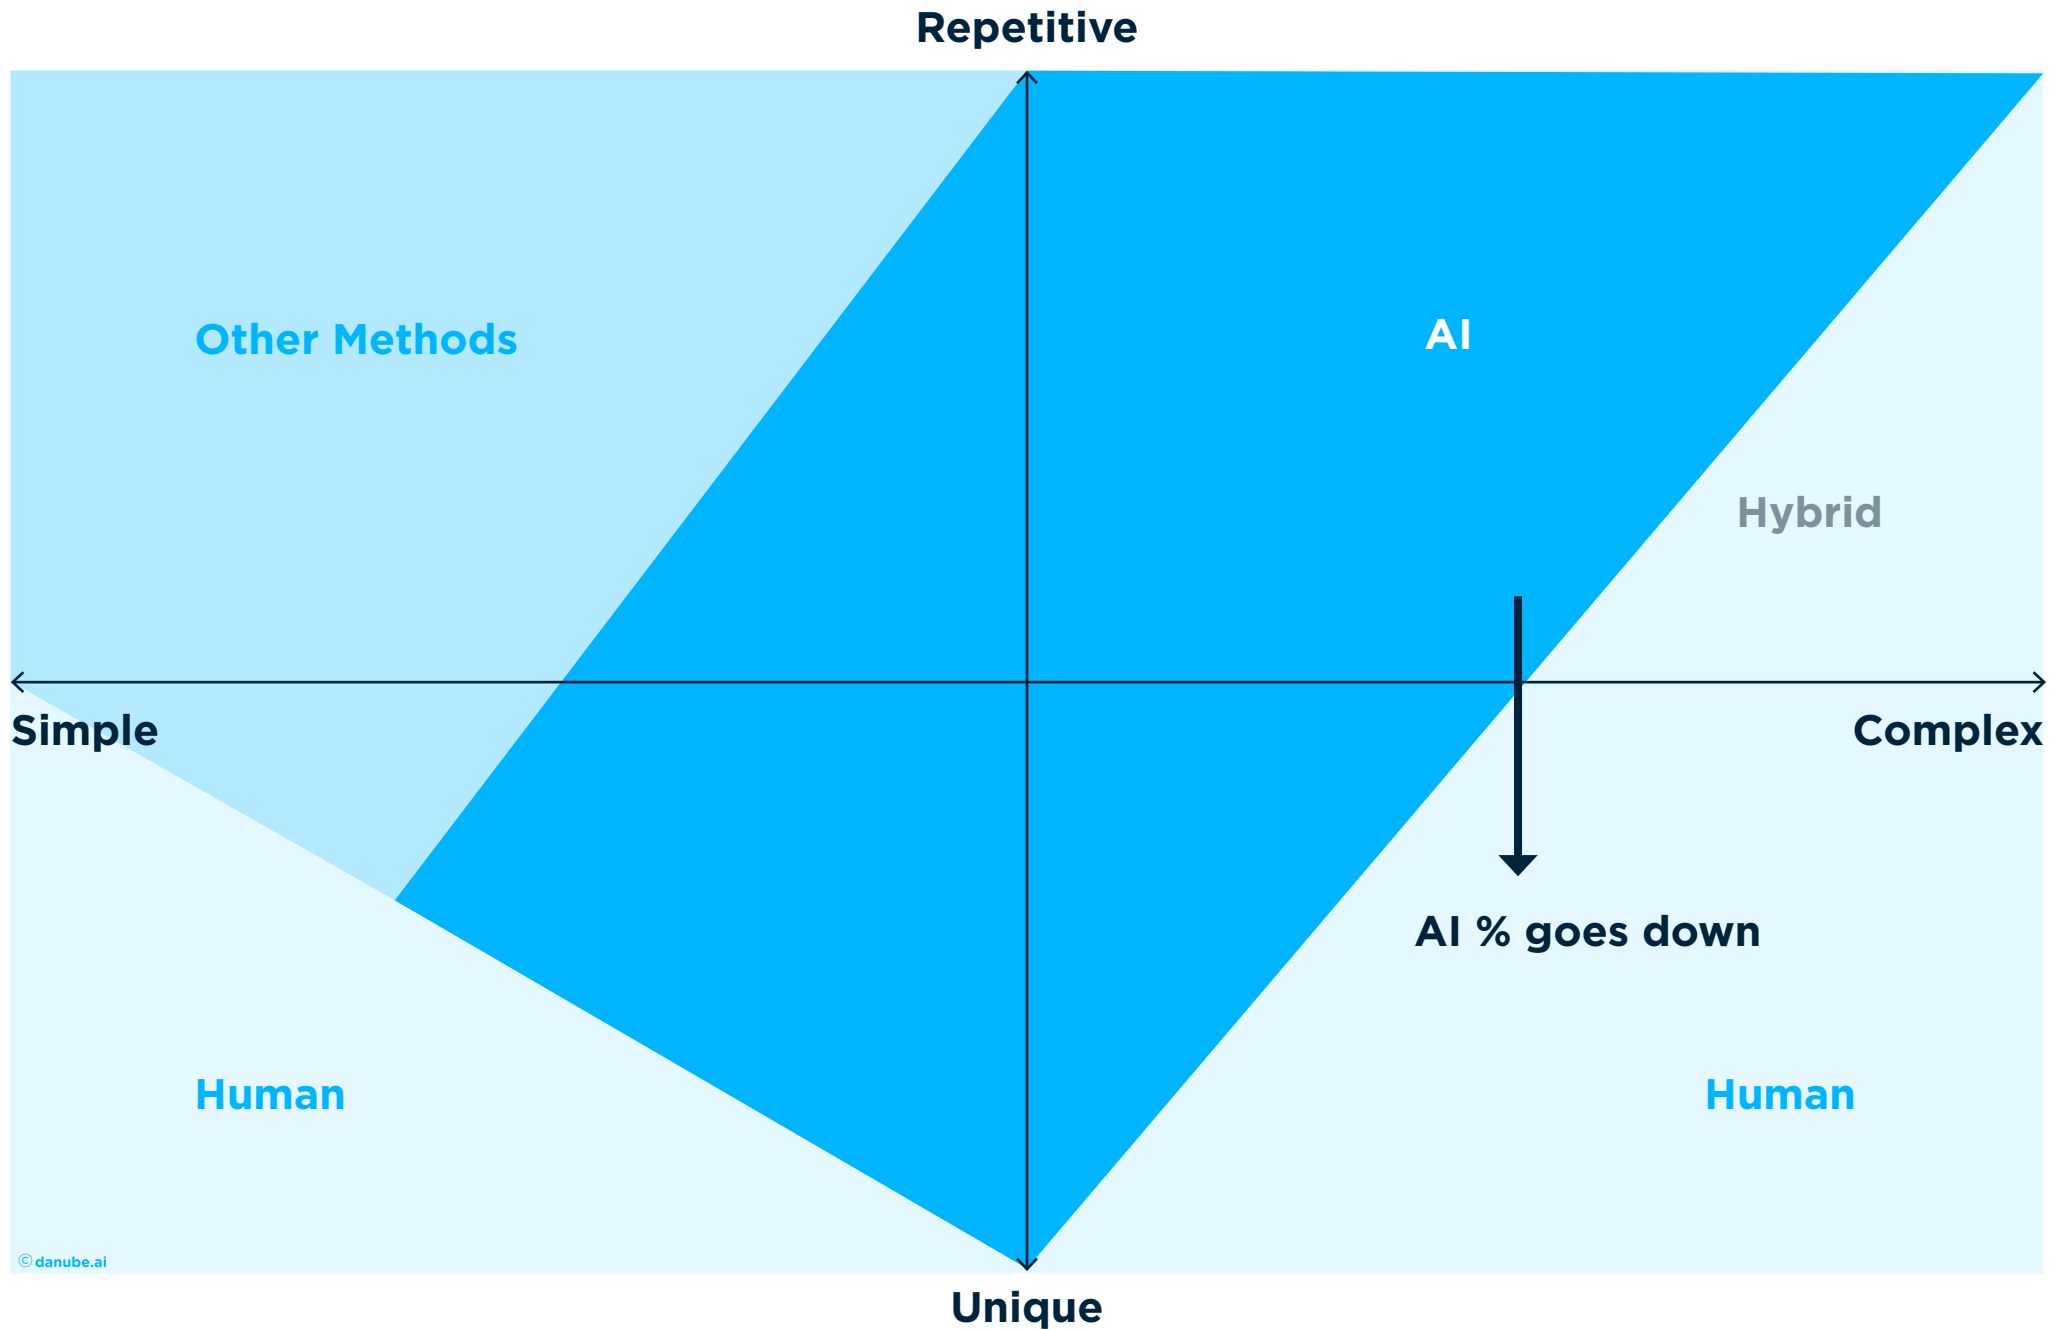 Repetitive
Other Methods
AI
Hybrid
Simple
Complex
AI % goes down
Human
Human
© danube.ai
Unique